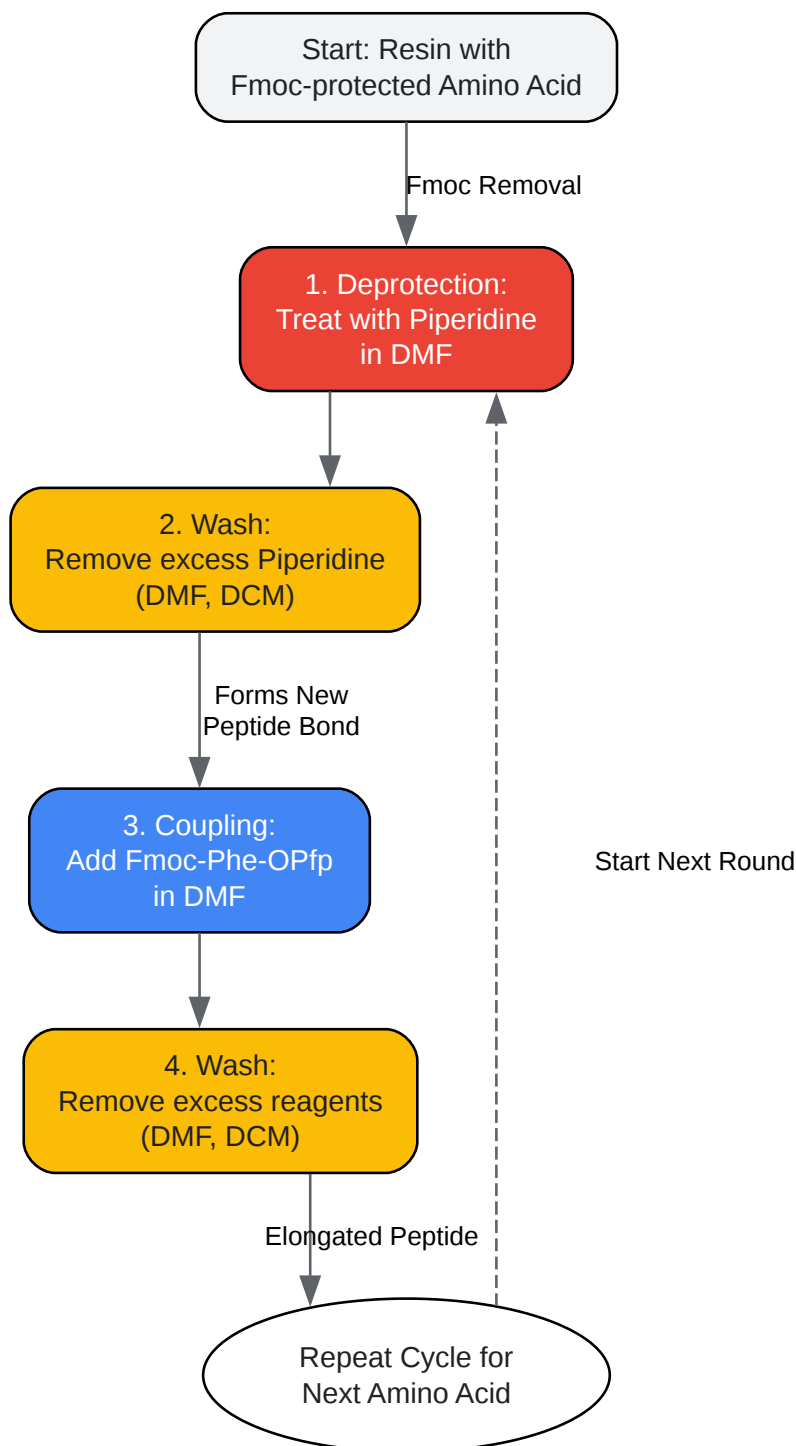 Start: Resin with
Fmoc-protected Amino Acid
Fmoc Removal
1. Deprotection:
Treat with Piperidine
in DMF
2. Wash:
Remove excess Piperidine
(DMF, DCM)
Forms New
Peptide Bond
3. Coupling:
Add Fmoc-Phe-OPfp
in DMF
Start Next Round
4. Wash:
Remove excess reagents
(DMF, DCM)
Elongated Peptide
Repeat Cycle for
Next Amino Acid